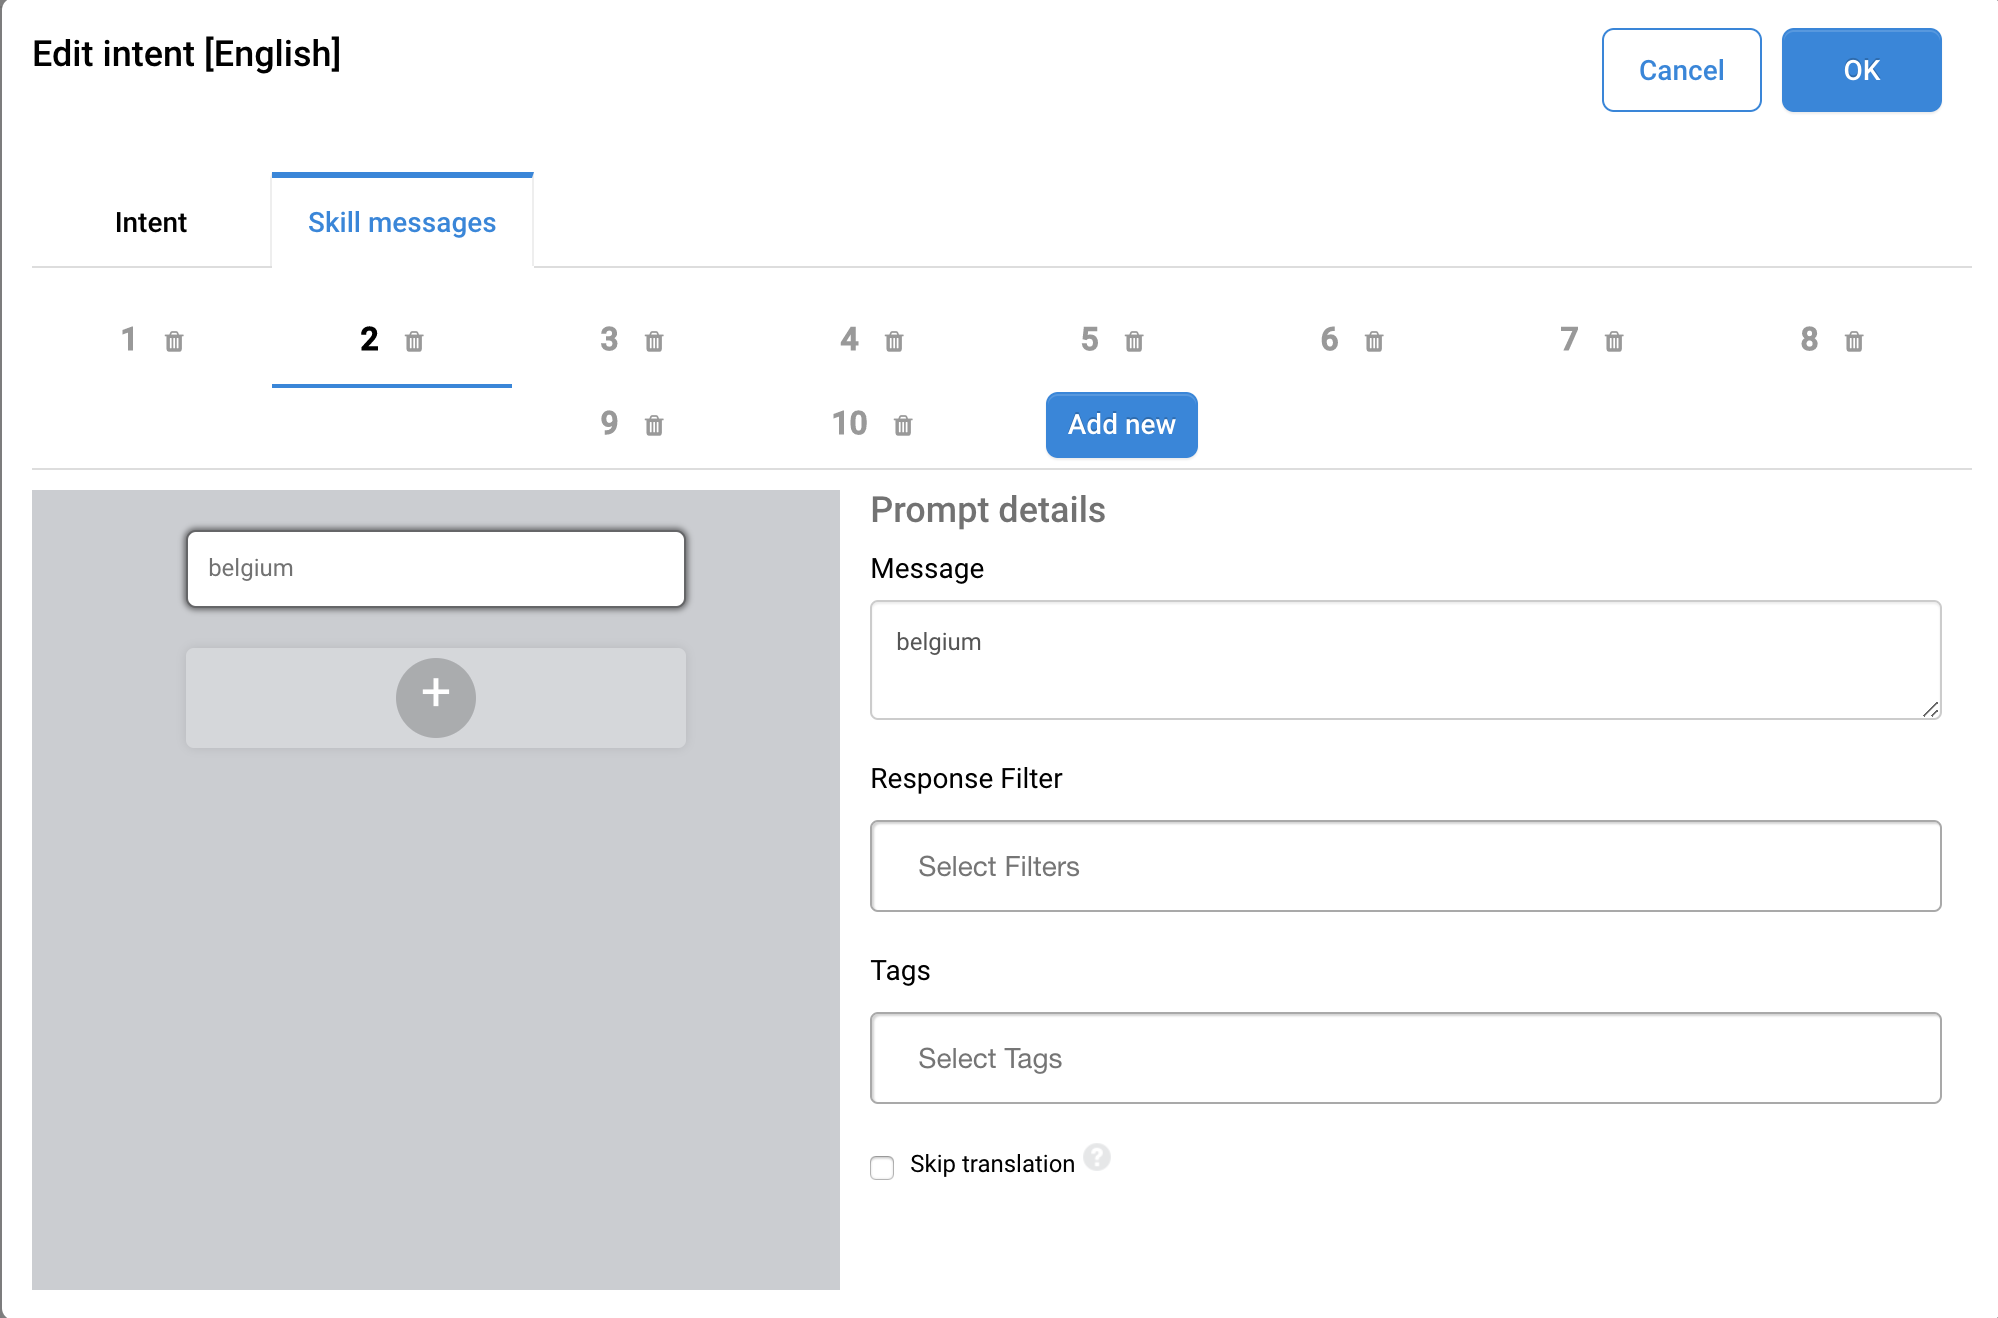 Edit intent [English]
Cancel
OK
Intent
Skill messages
1
2
3
4
5
6
7
8
9
10
Add new
belgium
+
Prompt details
Message
belgium
Response Filter
Select Filters
Tags
Select Tags
Skip translation ?